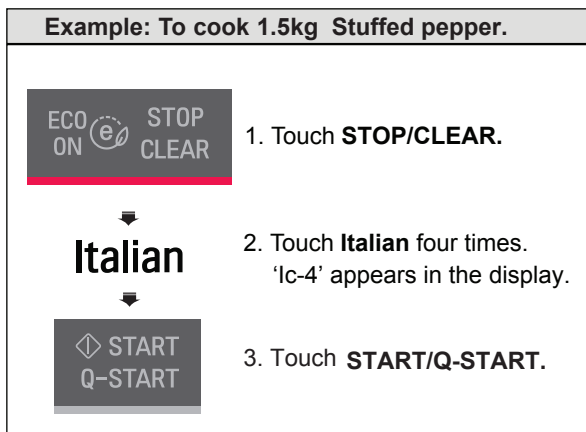 Example: To cook 1.5kg Stuffed pepper.
ECO ON e STOP CLEAR
1. Touch STOP/CLEAR.
Italian
2. Touch Italian four times.
'Ic-4' appears in the display.
START
Q-START
3. Touch START/Q-START.